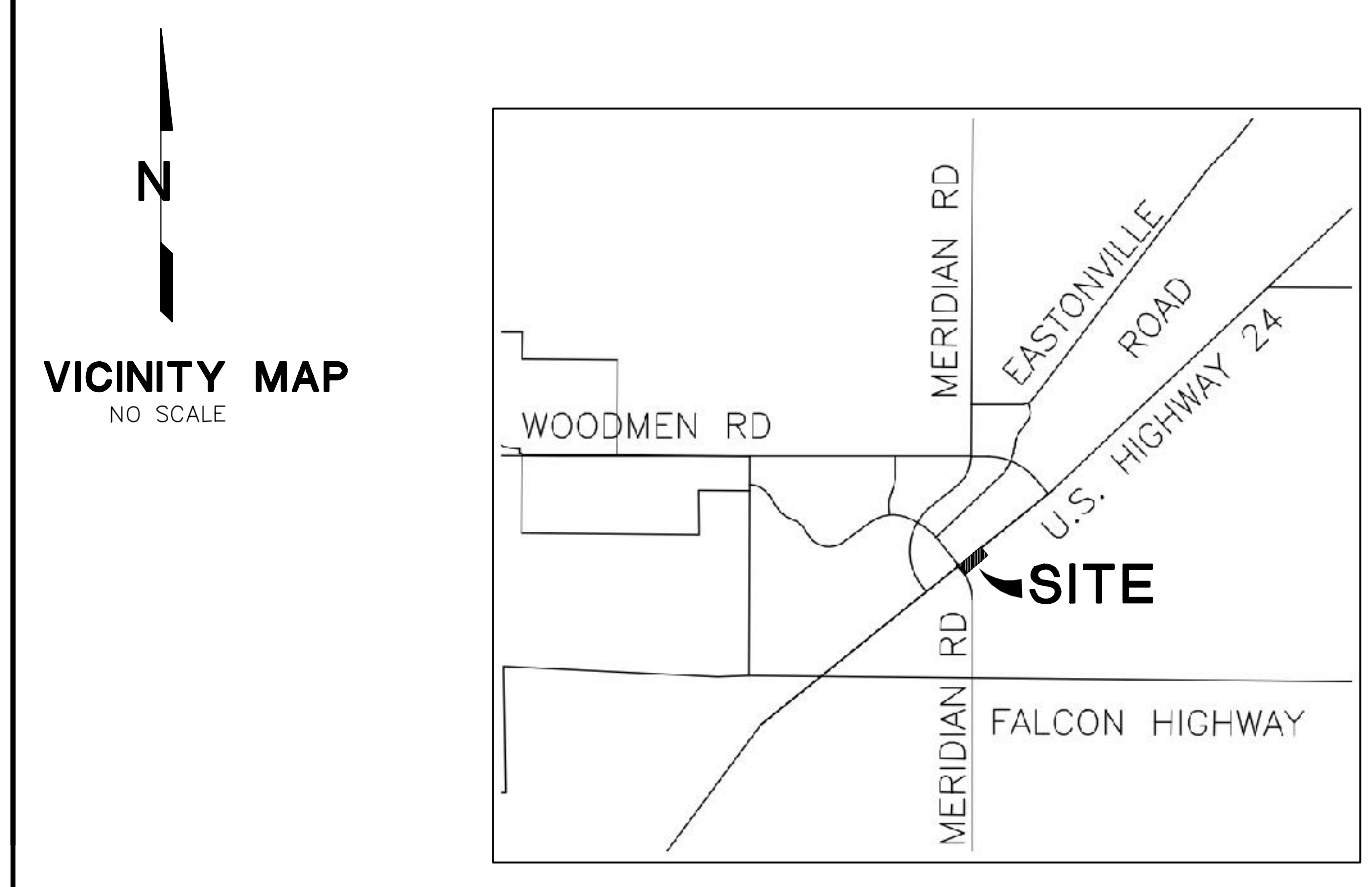 N
VICINITY MAP
NO SCALE
MERIDIAN RD
EASTONVILLE
ROAD
U.S. HIGHWAY 24
WOODMEN RD
SITE
MERIDIAN RD
FALCON HIGHWAY